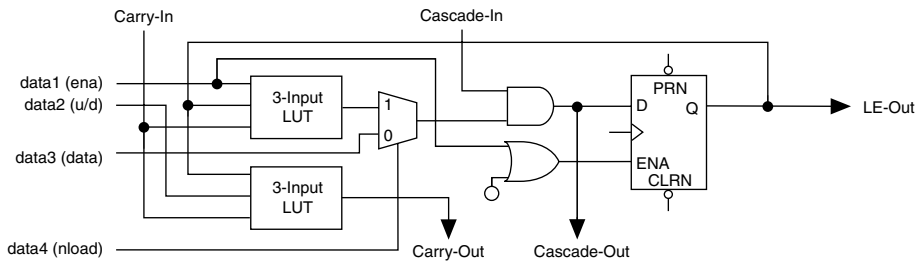 Carry-In
Cascade-In
data1 (ena)
data2 (u/d)
3-Input
LUT
1
0
PRN
D
Q
LE-Out
data3 (data)
ENA
CLRN
3-Input
LUT
data4 (nload)
Carry-Out
Cascade-Out